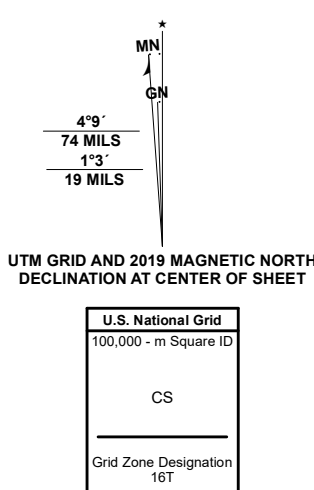 ★
MN
GN
4°9´
74 MILS
1°3´
19 MILS
UTM GRID AND 2019 MAGNETIC NORTH
DECLINATION AT CENTER OF SHEET
U.S. National Grid
100,000 - m Square ID
CS
Grid Zone Designation
16T